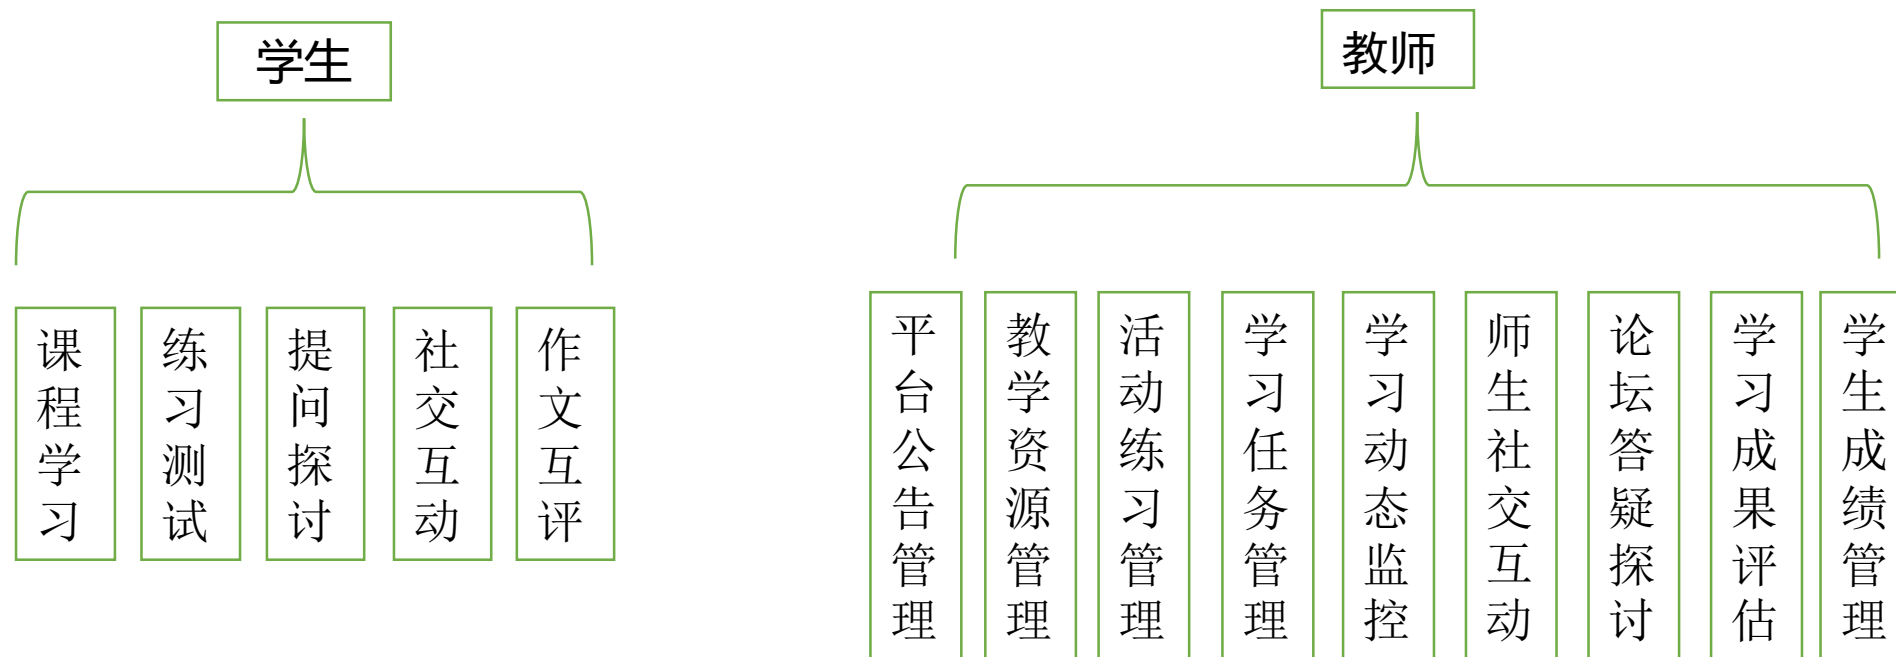 学生
课程学习
练习测试
提问探讨
社交互动
作文互评
教师
平台公告管理
教学资源管理
活动练习管理
学习任务管理
学习动态监控
师生社交互动
论坛答疑探讨
学习成果评估
学生成绩管理